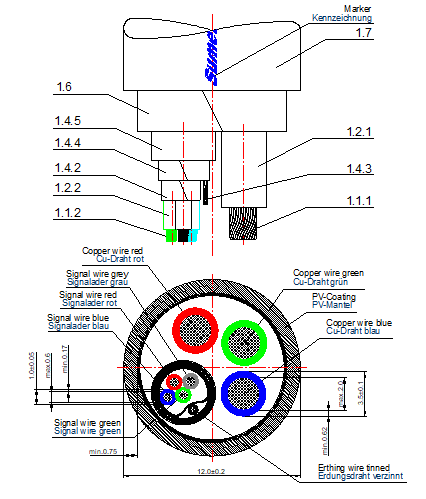 Marker
Kennzeichnung
1.7
1.6
1.4.5
1.4.4
1.4.2
1.2.2
1.1.2
1.2.1
1.4.3
1.1.1
Copper wire red
Cu-Draht rot
Signal wire grey
Signalader grau
Signal wire red
Signalader rot
Signal wire blue
Signalader blau
Signal wire green
Signal wire green
Copper wire green
Cu-Draht grün
PV-Coating
PV-Mantel
Copper wire blue
Cu-Draht blau
Erthing wire tinned
Erdungsdraht verzinnt
1.0±0.05
max.0.6
min.0.17
min.0.75
12.0±0.2
max.2.0
3.5±0.1
min.0.62